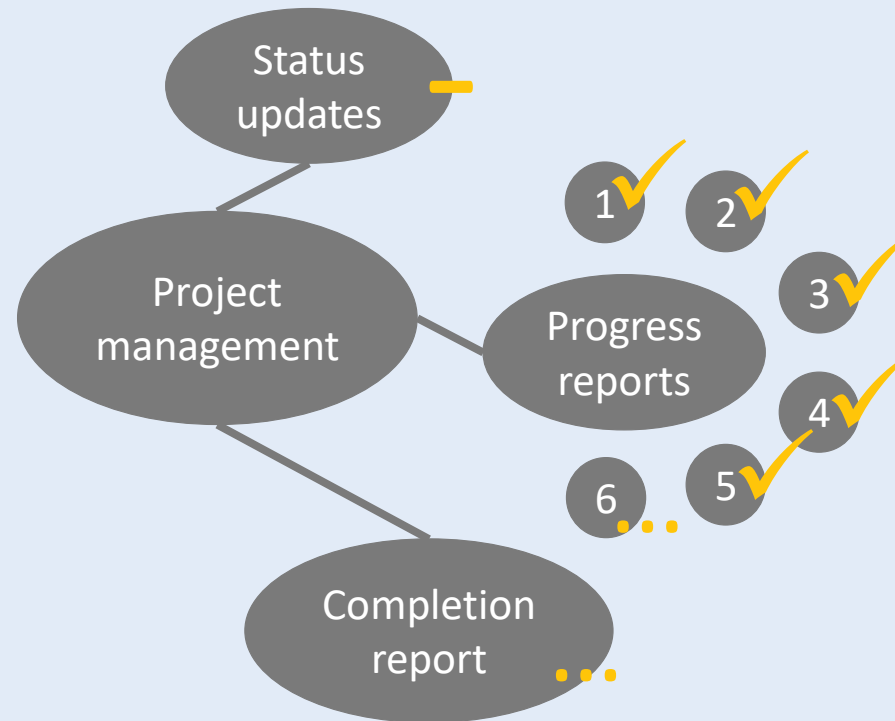 Status
updates
Project
management
1
2
3
Progress
reports
4
5
6
...
Completion
report
...